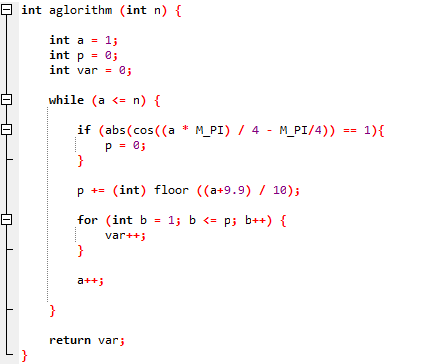 int aglorithm (int n) {
int a = 1;
int p = 0;
int var = 0;
while (a <= n) {
if (abs(cos((a * M_PI) / 4 - M_PI/4)) == 1){
p = 0;
}
p += (int) floor ((a+9.9) / 10);
for (int b = 1; b <= p; b++) {
var++;
}
a++;
}
return var;
}